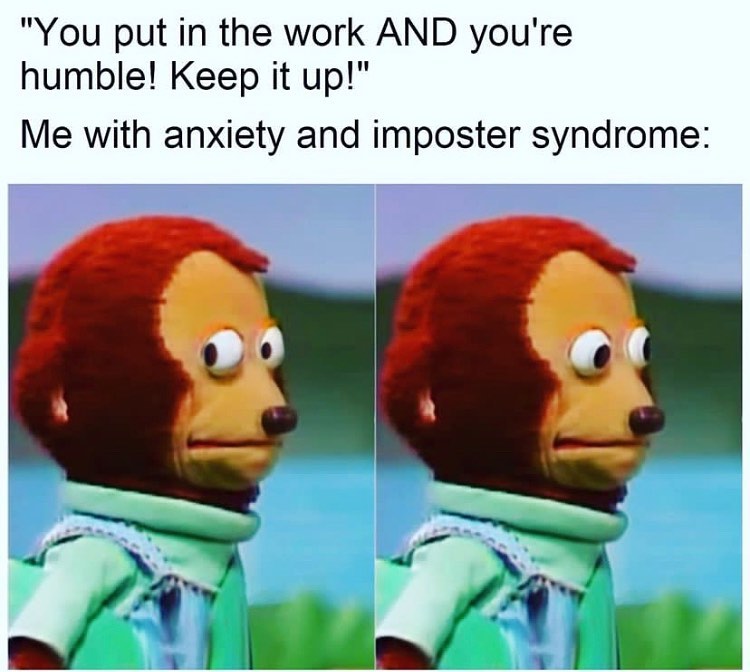 "You put in the work AND you're
humble! Keep it up!"
Me with anxiety and imposter syndrome: